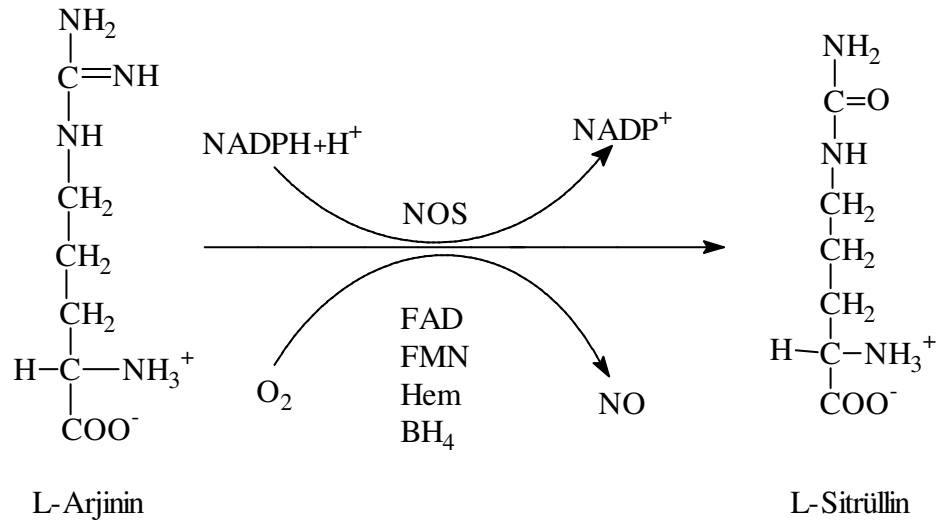 NH₂
C=NH
NH
CH₂
CH₂
CH₂
H-C-NH₃⁺
COO⁻
L-Arjinin
NADPH+H⁺
NADP⁺
NOS
O₂
FAD
FMN
Hem
BH₄
NO
NH₂
C=O
NH
CH₂
CH₂
CH₂
H-C-NH₃⁺
COO⁻
L-Sitrüllin